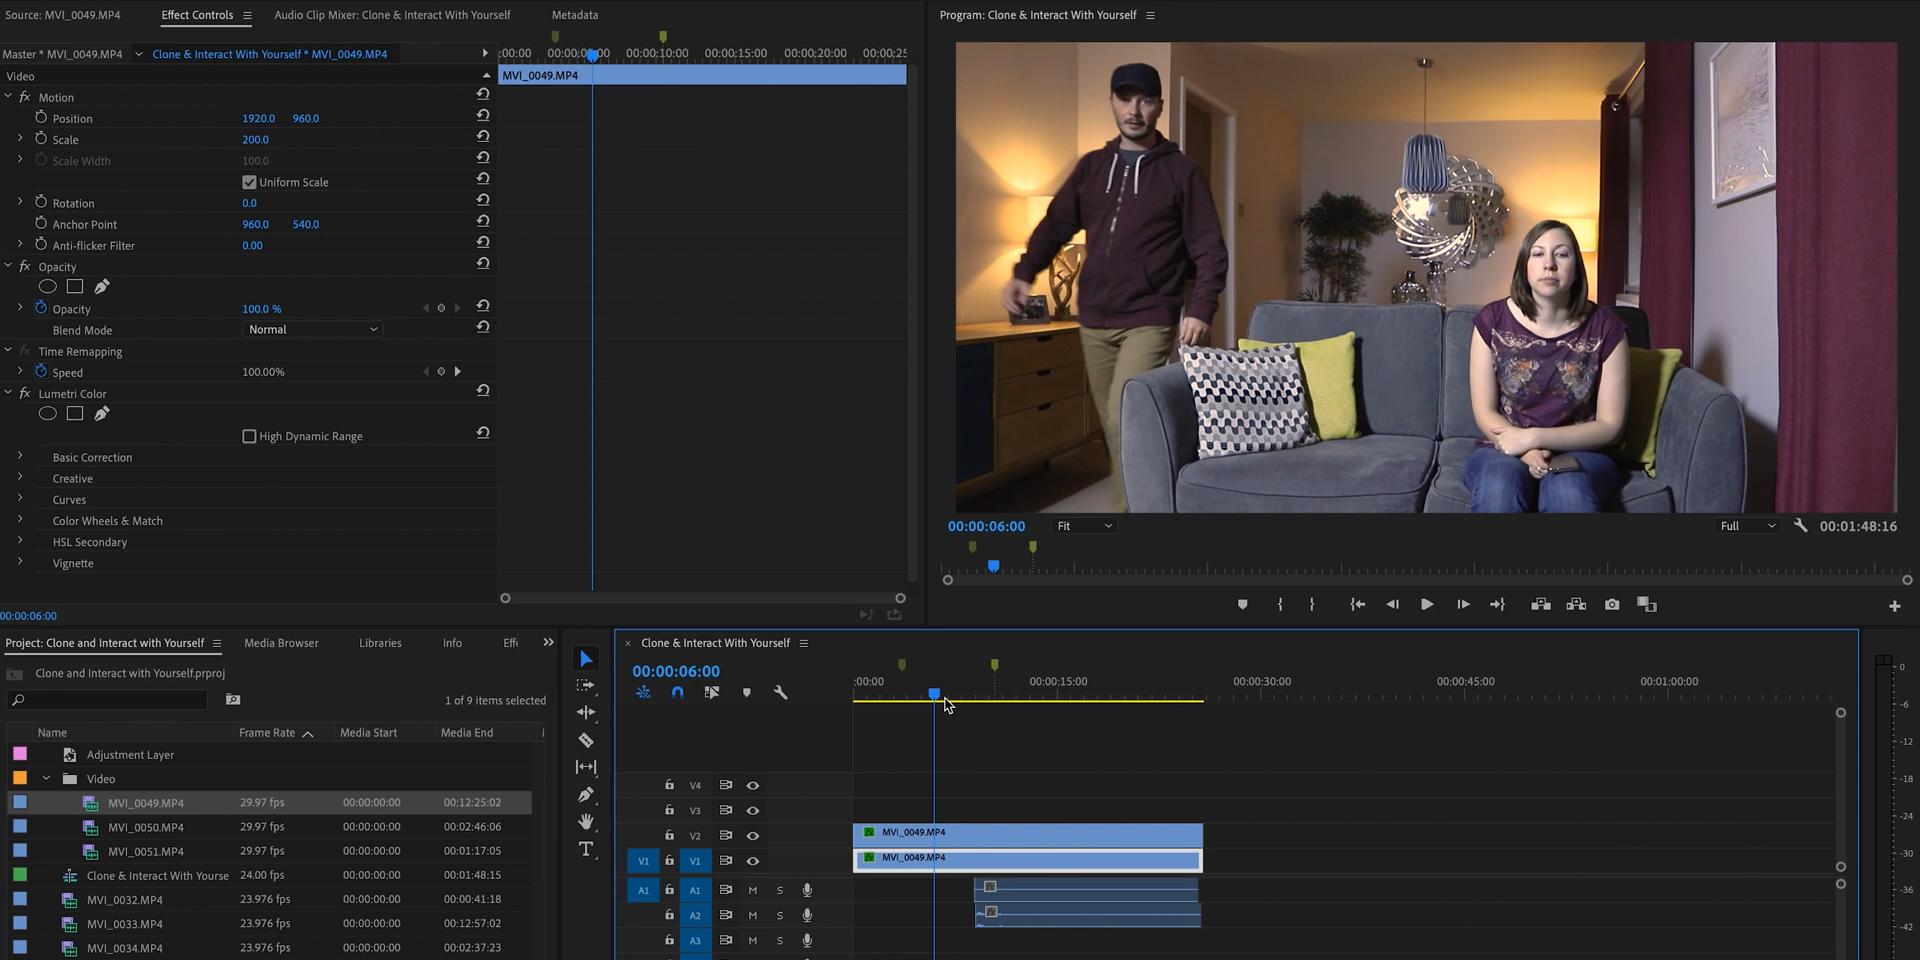 Source: MVI_0049.MP4
Effect Controls
Audio Clip Mixer: Clone & Interact With Yourself
Metadata
Master * MVI_0049.MP4
Clone & Interact With Yourself * MVI_0049.MP4
:00:00
00:00:10:00
00:00:15:00
00:00:20:00
00:00:25
Video
MVI_0049.MP4
fx Motion
Position 1920.0 960.0
Scale 200.0
Scale Width 100.0
Uniform Scale
Rotation 0.0
Anchor Point 960.0 540.0
Anti-flicker Filter 0.00
fx Opacity
Opacity 100.0 %
Blend Mode Normal
fx Time Remapping
Speed 100.00%
fx Lumetri Color
High Dynamic Range
Basic Correction
Creative
Curves
Color Wheels & Match
HSL Secondary
Vignette
00:00:06:00
Program: Clone & Interact With Yourself
00:00:06:00 Fit Full 00:01:48:16
Project: Clone and Interact with Yourself
Media Browser
Libraries
Info
Eff
Clone and Interact with Yourself.prproj
1 of 9 items selected
Name Frame Rate Media Start Media End
Adjustment Layer
Video
MVI_0049.MP4 29.97 fps 00:00:00:00 00:12:25:02
MVI_0050.MP4 29.97 fps 00:00:00:00 00:02:46:06
MVI_0051.MP4 29.97 fps 00:00:00:00 00:01:17:05
Clone & Interact With Yourse 24.00 fps 00:00:00:00 00:01:48:15
MVI_0032.MP4 23.976 fps 00:00:00:00 00:00:41:18
MVI_0033.MP4 23.976 fps 00:00:00:00 00:12:57:02
MVI_0034.MP4 23.976 fps 00:00:00:00 00:02:37:23
T
Clone & Interact With Yourself
00:00:06:00
:00:00 00:00:15:00 00:00:30:00 00:00:45:00 00:01:00:00
V4
V3
V2 MVI_0049.MP4
V1 V1 MVI_0049.MP4
A1 A1 M S
A2 M S
A3 M S
0
-6
-12
-18
-24
-30
-36
-42